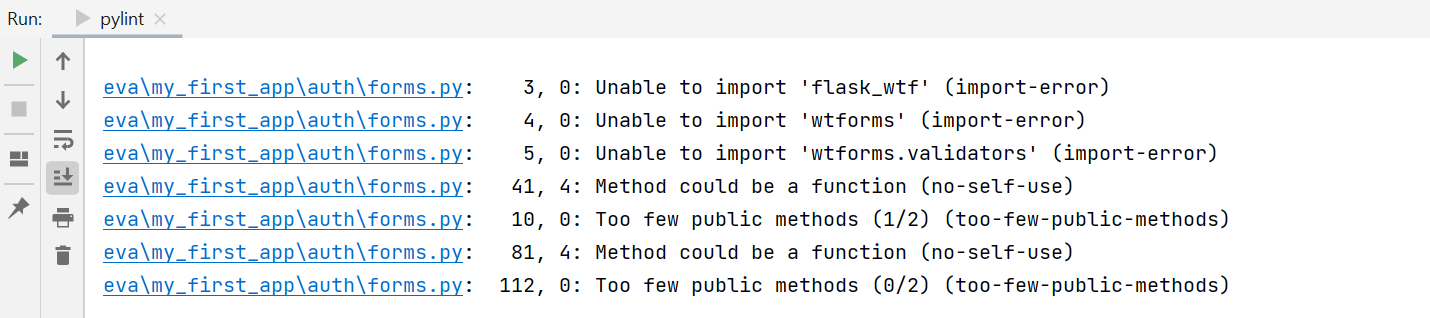 Run: pylint
eva\my_first_app\auth\forms.py: 3, 0: Unable to import 'flask_wtf' (import-error)
eva\my_first_app\auth\forms.py: 4, 0: Unable to import 'wtforms' (import-error)
eva\my_first_app\auth\forms.py: 5, 0: Unable to import 'wtforms.validators' (import-error)
eva\my_first_app\auth\forms.py: 41, 4: Method could be a function (no-self-use)
eva\my_first_app\auth\forms.py: 10, 0: Too few public methods (1/2) (too-few-public-methods)
eva\my_first_app\auth\forms.py: 81, 4: Method could be a function (no-self-use)
eva\my_first_app\auth\forms.py: 112, 0: Too few public methods (0/2) (too-few-public-methods)